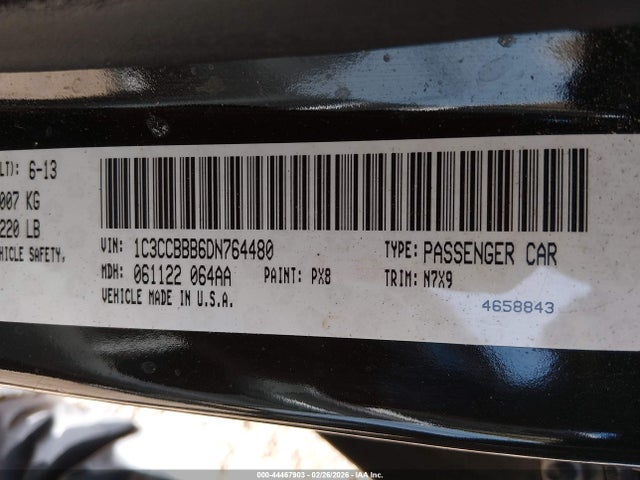 LT): 6-13
007 KG
220 LB
HICLE SAFETY,
VIN: 1C3CCBBB6DN764480
TYPE: PASSENGER CAR
MDH: 061122 064AA
PAINT: PX8
TRIM: N7X9
VEHICLE MADE IN U.S.A.
4658843
000-44467903 - 02/26/2026 - IAA Inc.